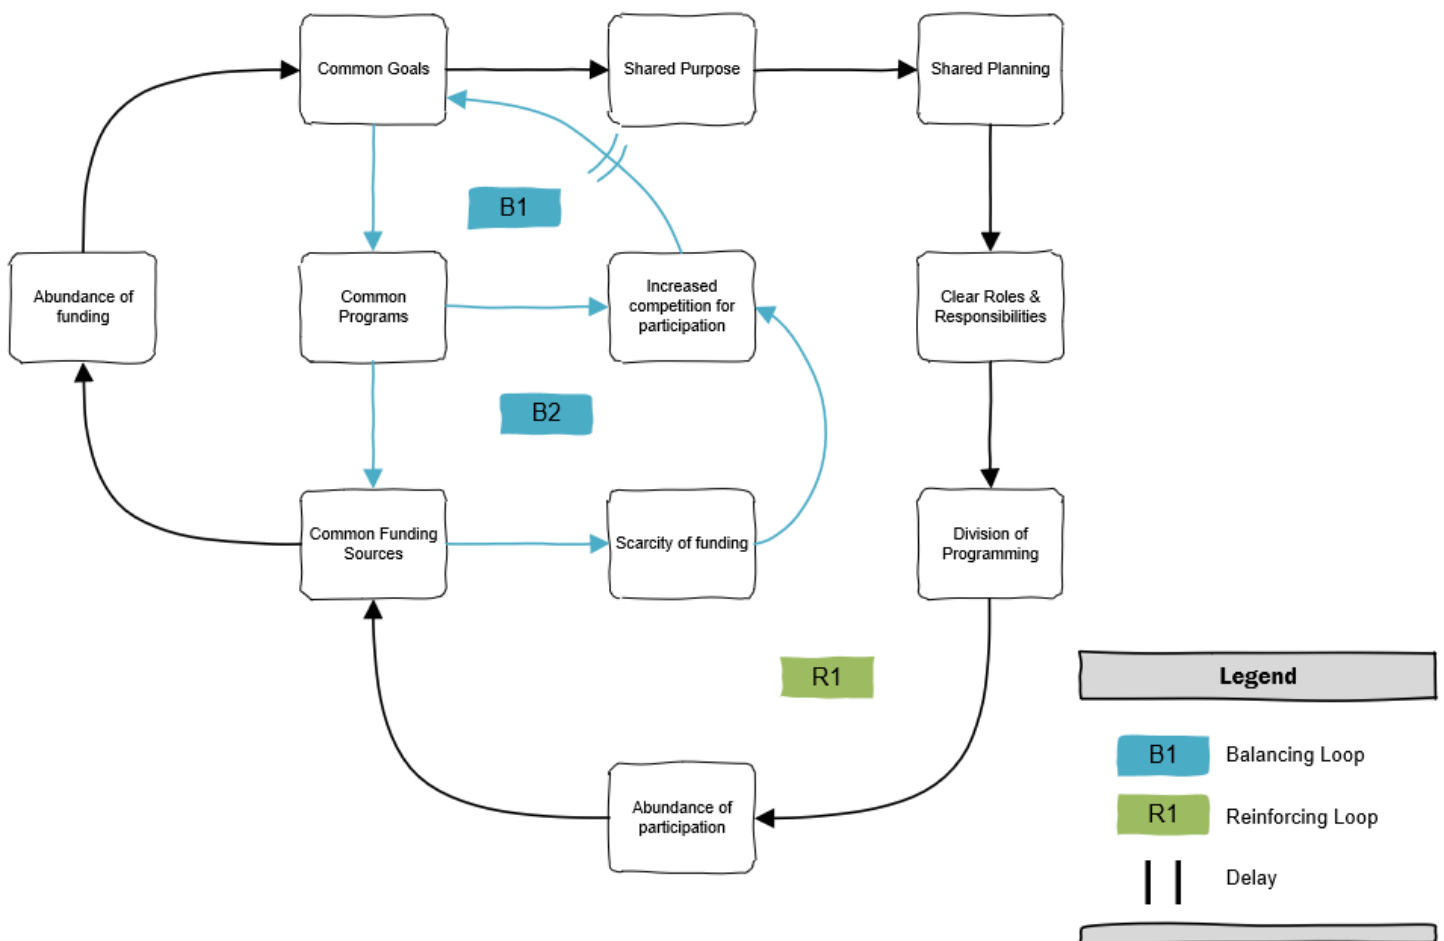 Common Goals
Shared Purpose
Shared Planning
B1
Abundance of
funding
Common
Programs
Increased
competition for
participation
Clear Roles &
Responsibilities
B2
Common Funding
Sources
Scarcity of funding
Division of
Programming
R1
Abundance of
participation
Legend
B1
Balancing Loop
R1
Reinforcing Loop
Delay